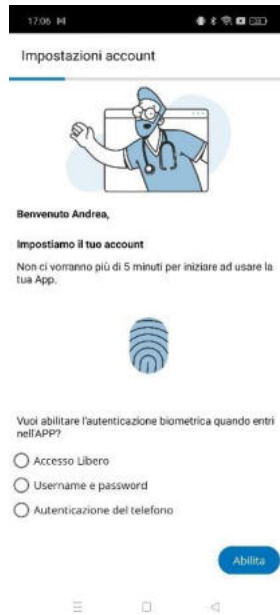 17:06
Impostazioni account
Benvenuto Andrea,
Impostiamo il tuo account
Non ci vorranno più di 5 minuti per iniziare ad usare la
tua App.
Vuoi abilitare l'autenticazione biometrica quando entri
nell'APP?
Accesso Libero
Username e password
Autenticazione del telefono
Abilita